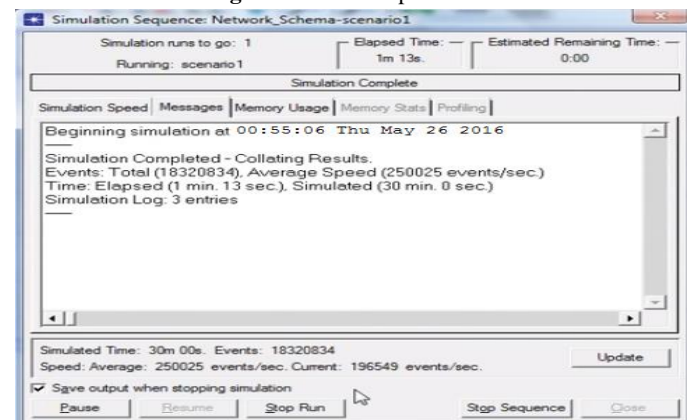 Simulation Sequence: Network_Schema-scenario1
Simulation runs to go: 1
Running: scenario1
Elapsed Time:
1m 13s.
Estimated Remaining Time:
0:00
Simulation Complete
Simulation Speed Messages Memory Usage Memory Stats Profiling
Beginning simulation at 00:55:06 Thu May 26 2016
Simulation Completed - Collating Results.
Events: Total (18320834), Average Speed (250025 events/sec.)
Time: Elapsed (1 min. 13 sec.), Simulated (30 min. 0 sec.)
Simulation Log: 3 entries
Simulated Time: 30m 00s. Events: 18320834
Speed: Average: 250025 events/sec. Current: 196549 events/sec.
Update
Save output when stopping simulation
Pause Resume Stop Run Stop Sequence Close